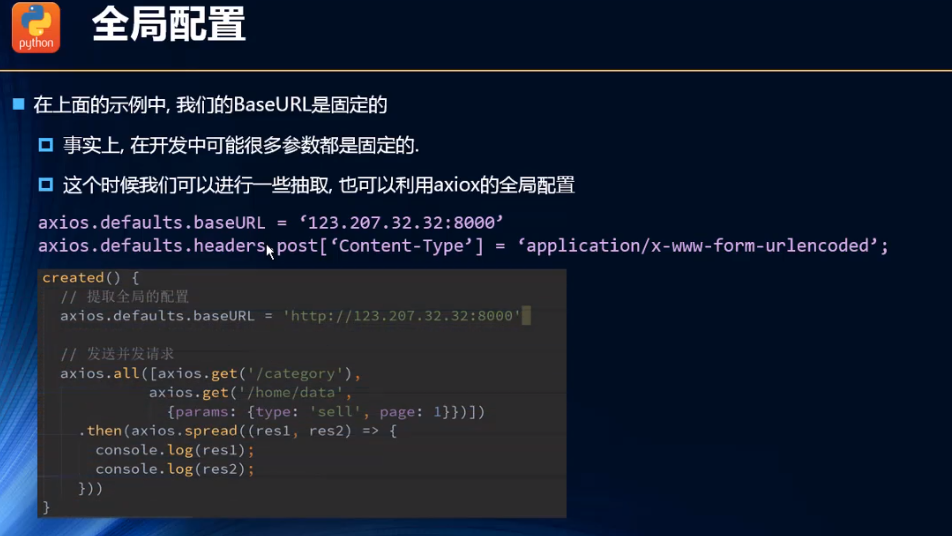 python
全局配置
在上面的示例中, 我们的BaseURL是固定的
事实上, 在开发中可能很多参数都是固定的.
这个时候我们可以进行一些抽取, 也可以利用axiox的全局配置
axios.defaults.baseURL = ‘123.207.32.32:8000’
axios.defaults.headers.post[‘Content-Type’] = ‘application/x-www-form-urlencoded’;
created() {
// 提取全局的配置
axios.defaults.baseURL = 'http://123.207.32.32:8000'
// 发送并发请求
axios.all([axios.get('/category'),
axios.get('/home/data',
{params: {type: 'sell', page: 1}})])
.then(axios.spread((res1, res2) => {
console.log(res1);
console.log(res2);
}))
}